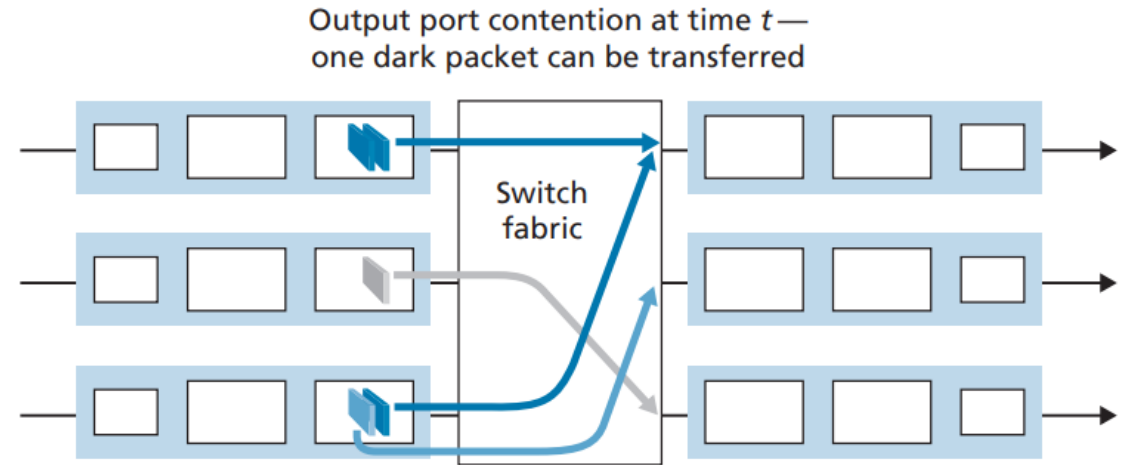 Output port contention at time t—
one dark packet can be transferred
Switch
fabric